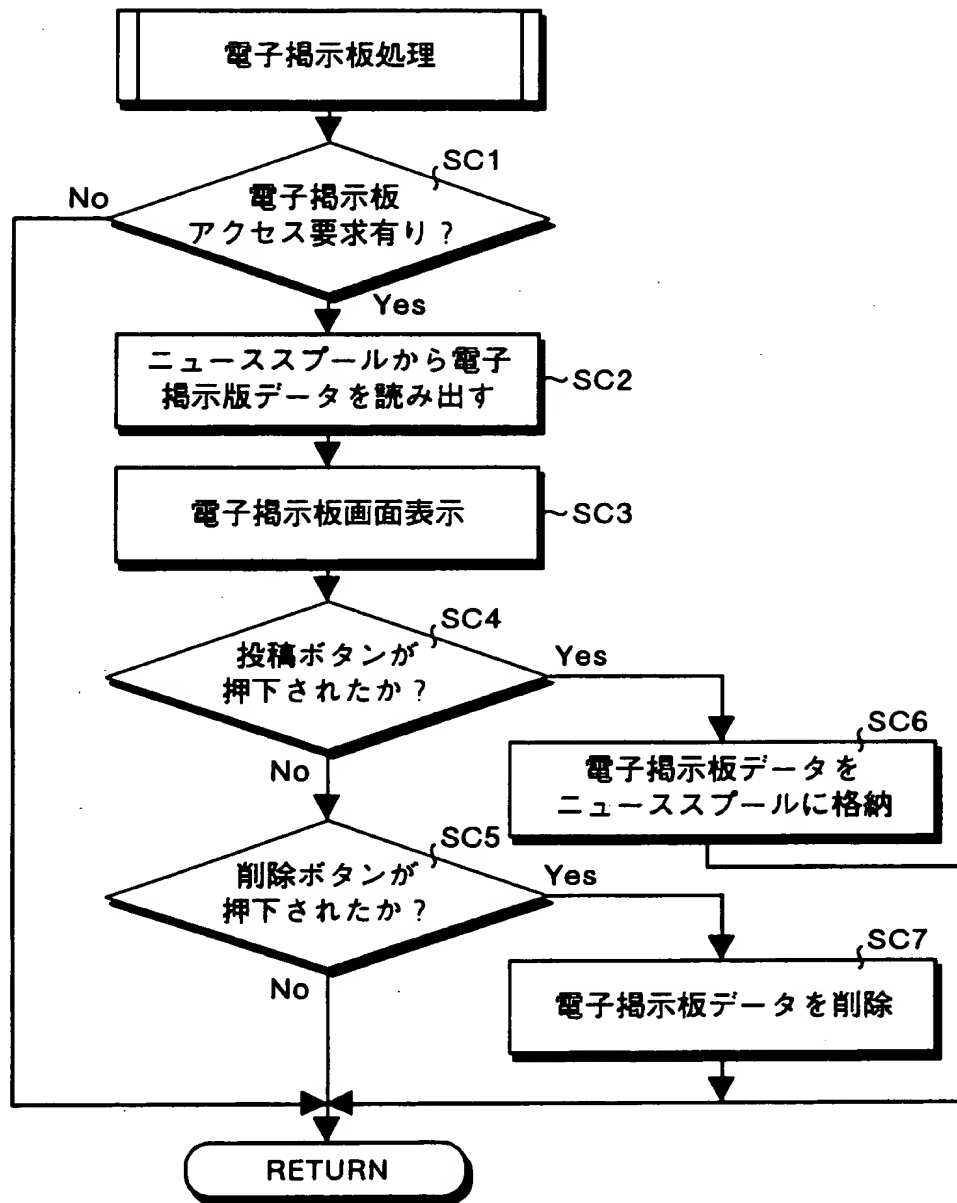 電子掲示板処理
SC1
No
電子掲示板
アクセス要求有り？
Yes
ニューススプールから電子
掲示版データを読み出す
SC2
電子掲示板画面表示
SC3
SC4
投稿ボタンが
押下されたか？
Yes
No
SC6
電子掲示板データを
ニューススプールに格納
SC5
削除ボタンが
押下されたか？
Yes
No
SC7
電子掲示板データを削除
RETURN